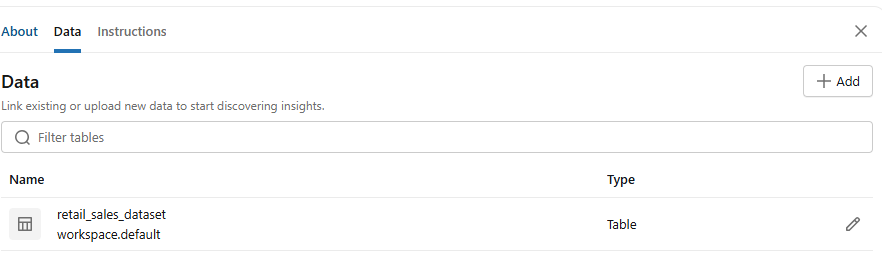 About Data Instructions
Data
+ Add
Link existing or upload new data to start discovering insights.
Filter tables
Name Type
retail_sales_dataset
workspace.default
Table